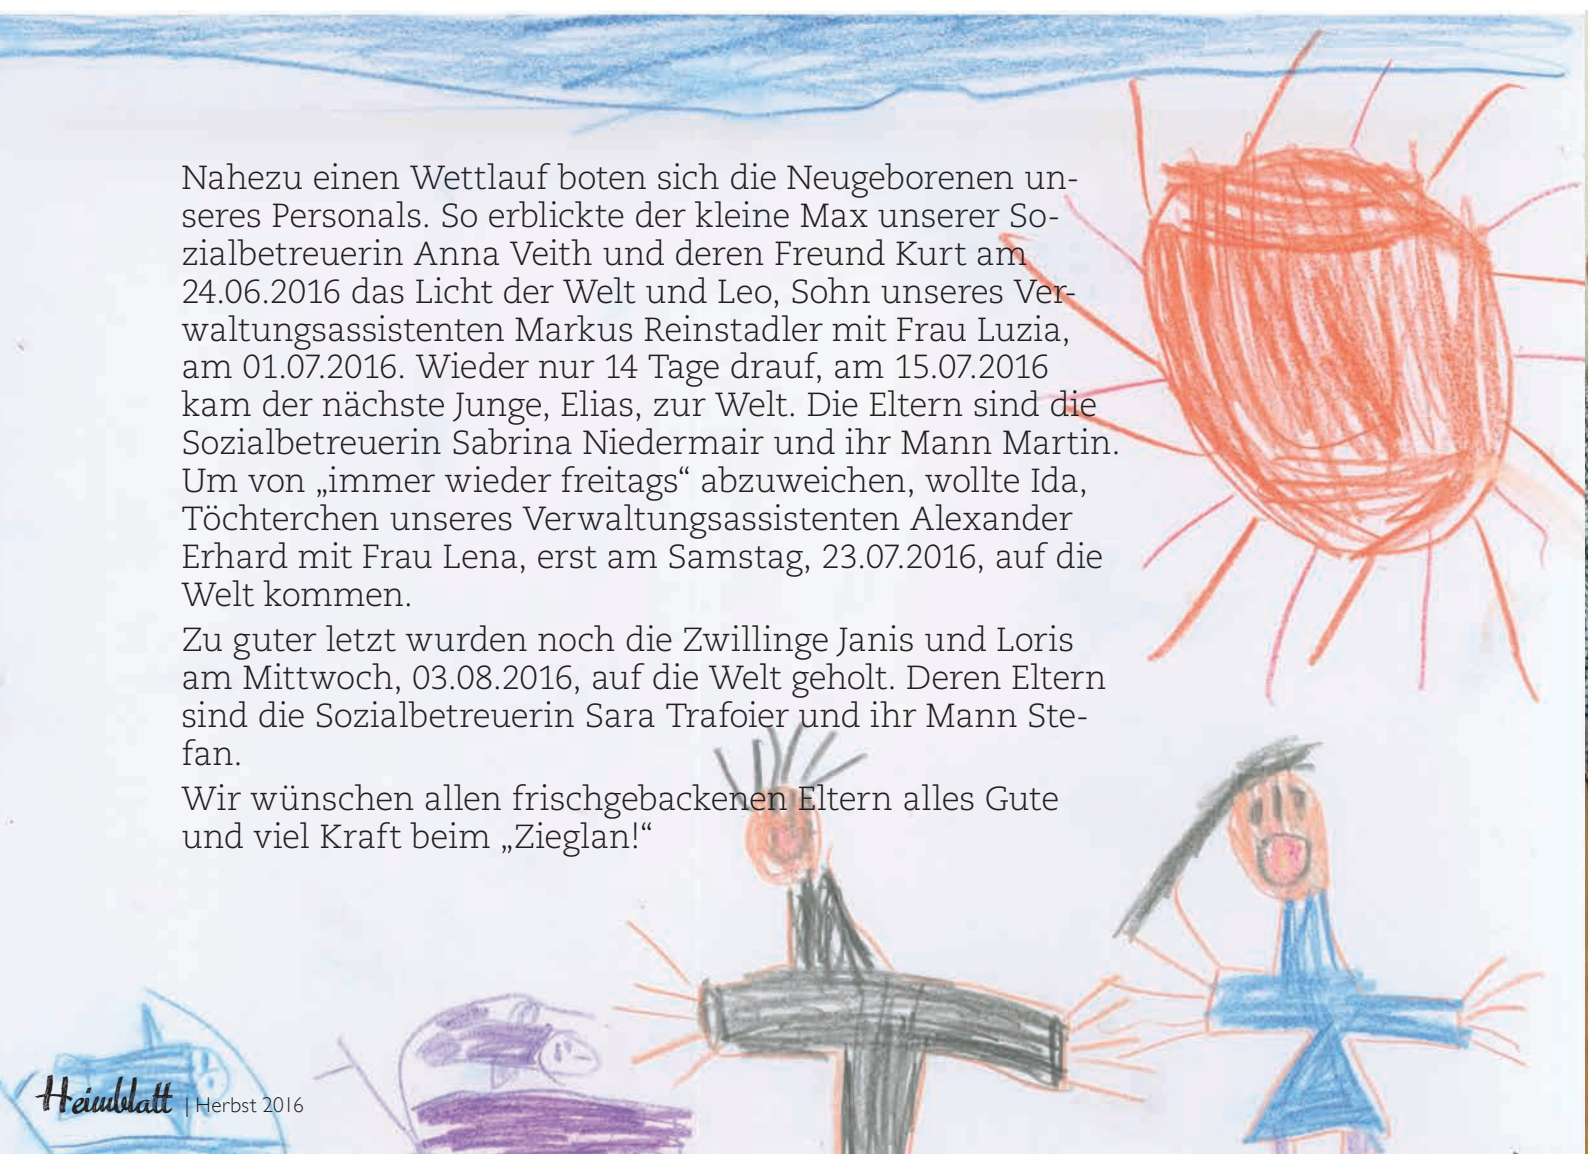 Nahezu einen Wettlauf boten sich die Neugeborenen un-
seres Personals. So erblickte der kleine Max unserer So-
zialbetreuerin Anna Veith und deren Freund Kurt am
24.06.2016 das Licht der Welt und Leo, Sohn unseres Ver-
waltungsassistenten Markus Reinstadler mit Frau Luzia,
am 01.07.2016. Wieder nur 14 Tage drauf, am 15.07.2016
kam der nächste Junge, Elias, zur Welt. Die Eltern sind die
Sozialbetreuerin Sabrina Niedermair und ihr Mann Martin.
Um von „immer wieder freitags“ abzuweichen, wollte Ida,
Töchterchen unseres Verwaltungsassistenten Alexander
Erhard mit Frau Lena, erst am Samstag, 23.07.2016, auf die
Welt kommen.
Zu guter letzt wurden noch die Zwillinge Janis und Loris
am Mittwoch, 03.08.2016, auf die Welt geholt. Deren Eltern
sind die Sozialbetreuerin Sara Trafoier und ihr Mann Ste-
fan.
Wir wünschen allen frischgebackenen Eltern alles Gute
und viel Kraft beim „Zieglan!“
Heimblatt | Herbst 2016